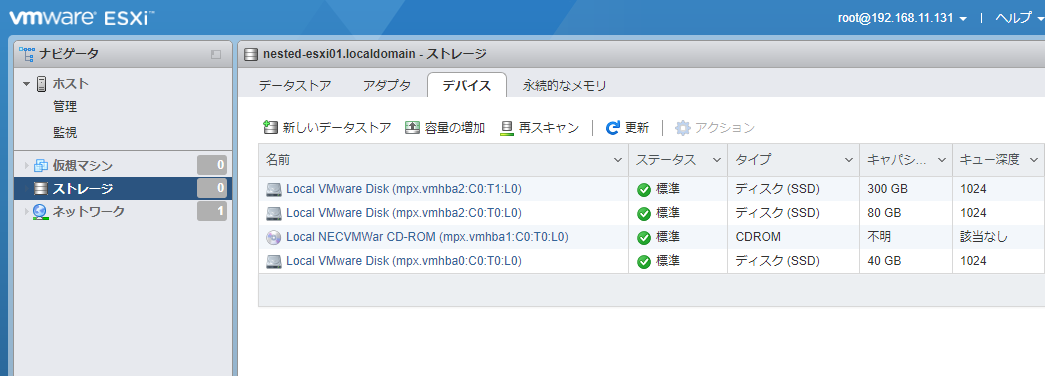 vmware ESXi™
root@192.168.11.131 | ヘルプ
ナビゲータ
nested-esxi01.localdomain - ストレージ
ホスト
管理
監視
仮想マシン 0
ストレージ 0
ネットワーク 1
データストア アダプタ デバイス 永続的なメモリ
新しいデータストア 容量の増加 再スキャン | 更新 | アクション
名前 ステータス タイプ キャパシ... キュー深度
Local VMware Disk (mpx.vmhba2:C0:T1:L0) 標準 ディスク (SSD) 300 GB 1024
Local VMware Disk (mpx.vmhba2:C0:T0:L0) 標準 ディスク (SSD) 80 GB 1024
Local NECVMWar CD-ROM (mpx.vmhba1:C0:T0:L0) 標準 CDROM 不明 該当なし
Local VMware Disk (mpx.vmhba0:C0:T0:L0) 標準 ディスク (SSD) 40 GB 1024